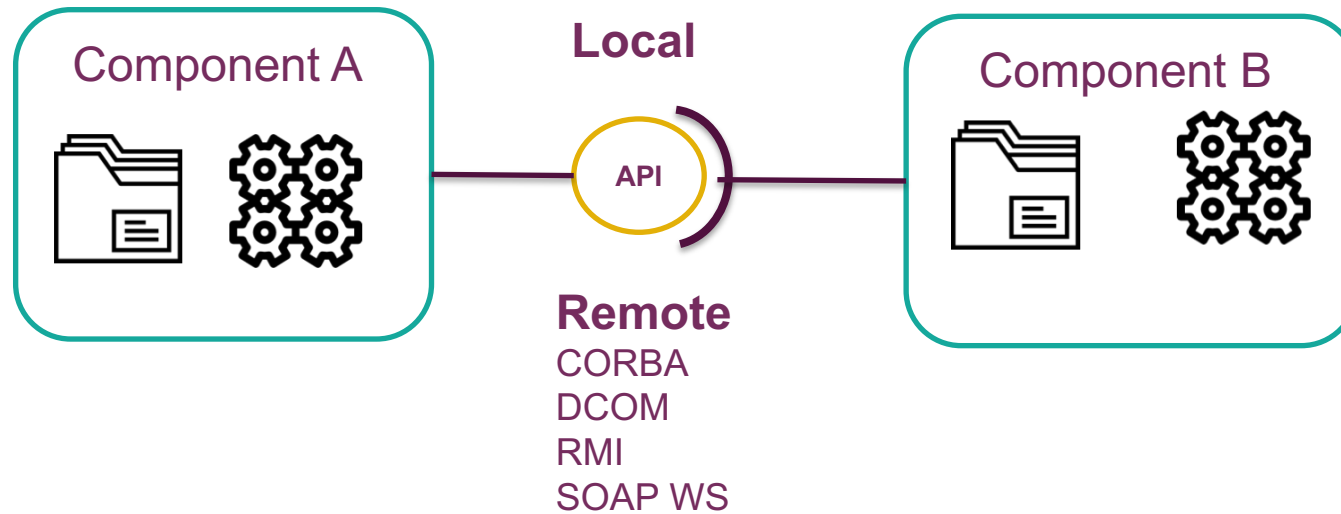 Component A
Local
Component B
API
Remote
CORBA
DCOM
RMI
SOAP WS